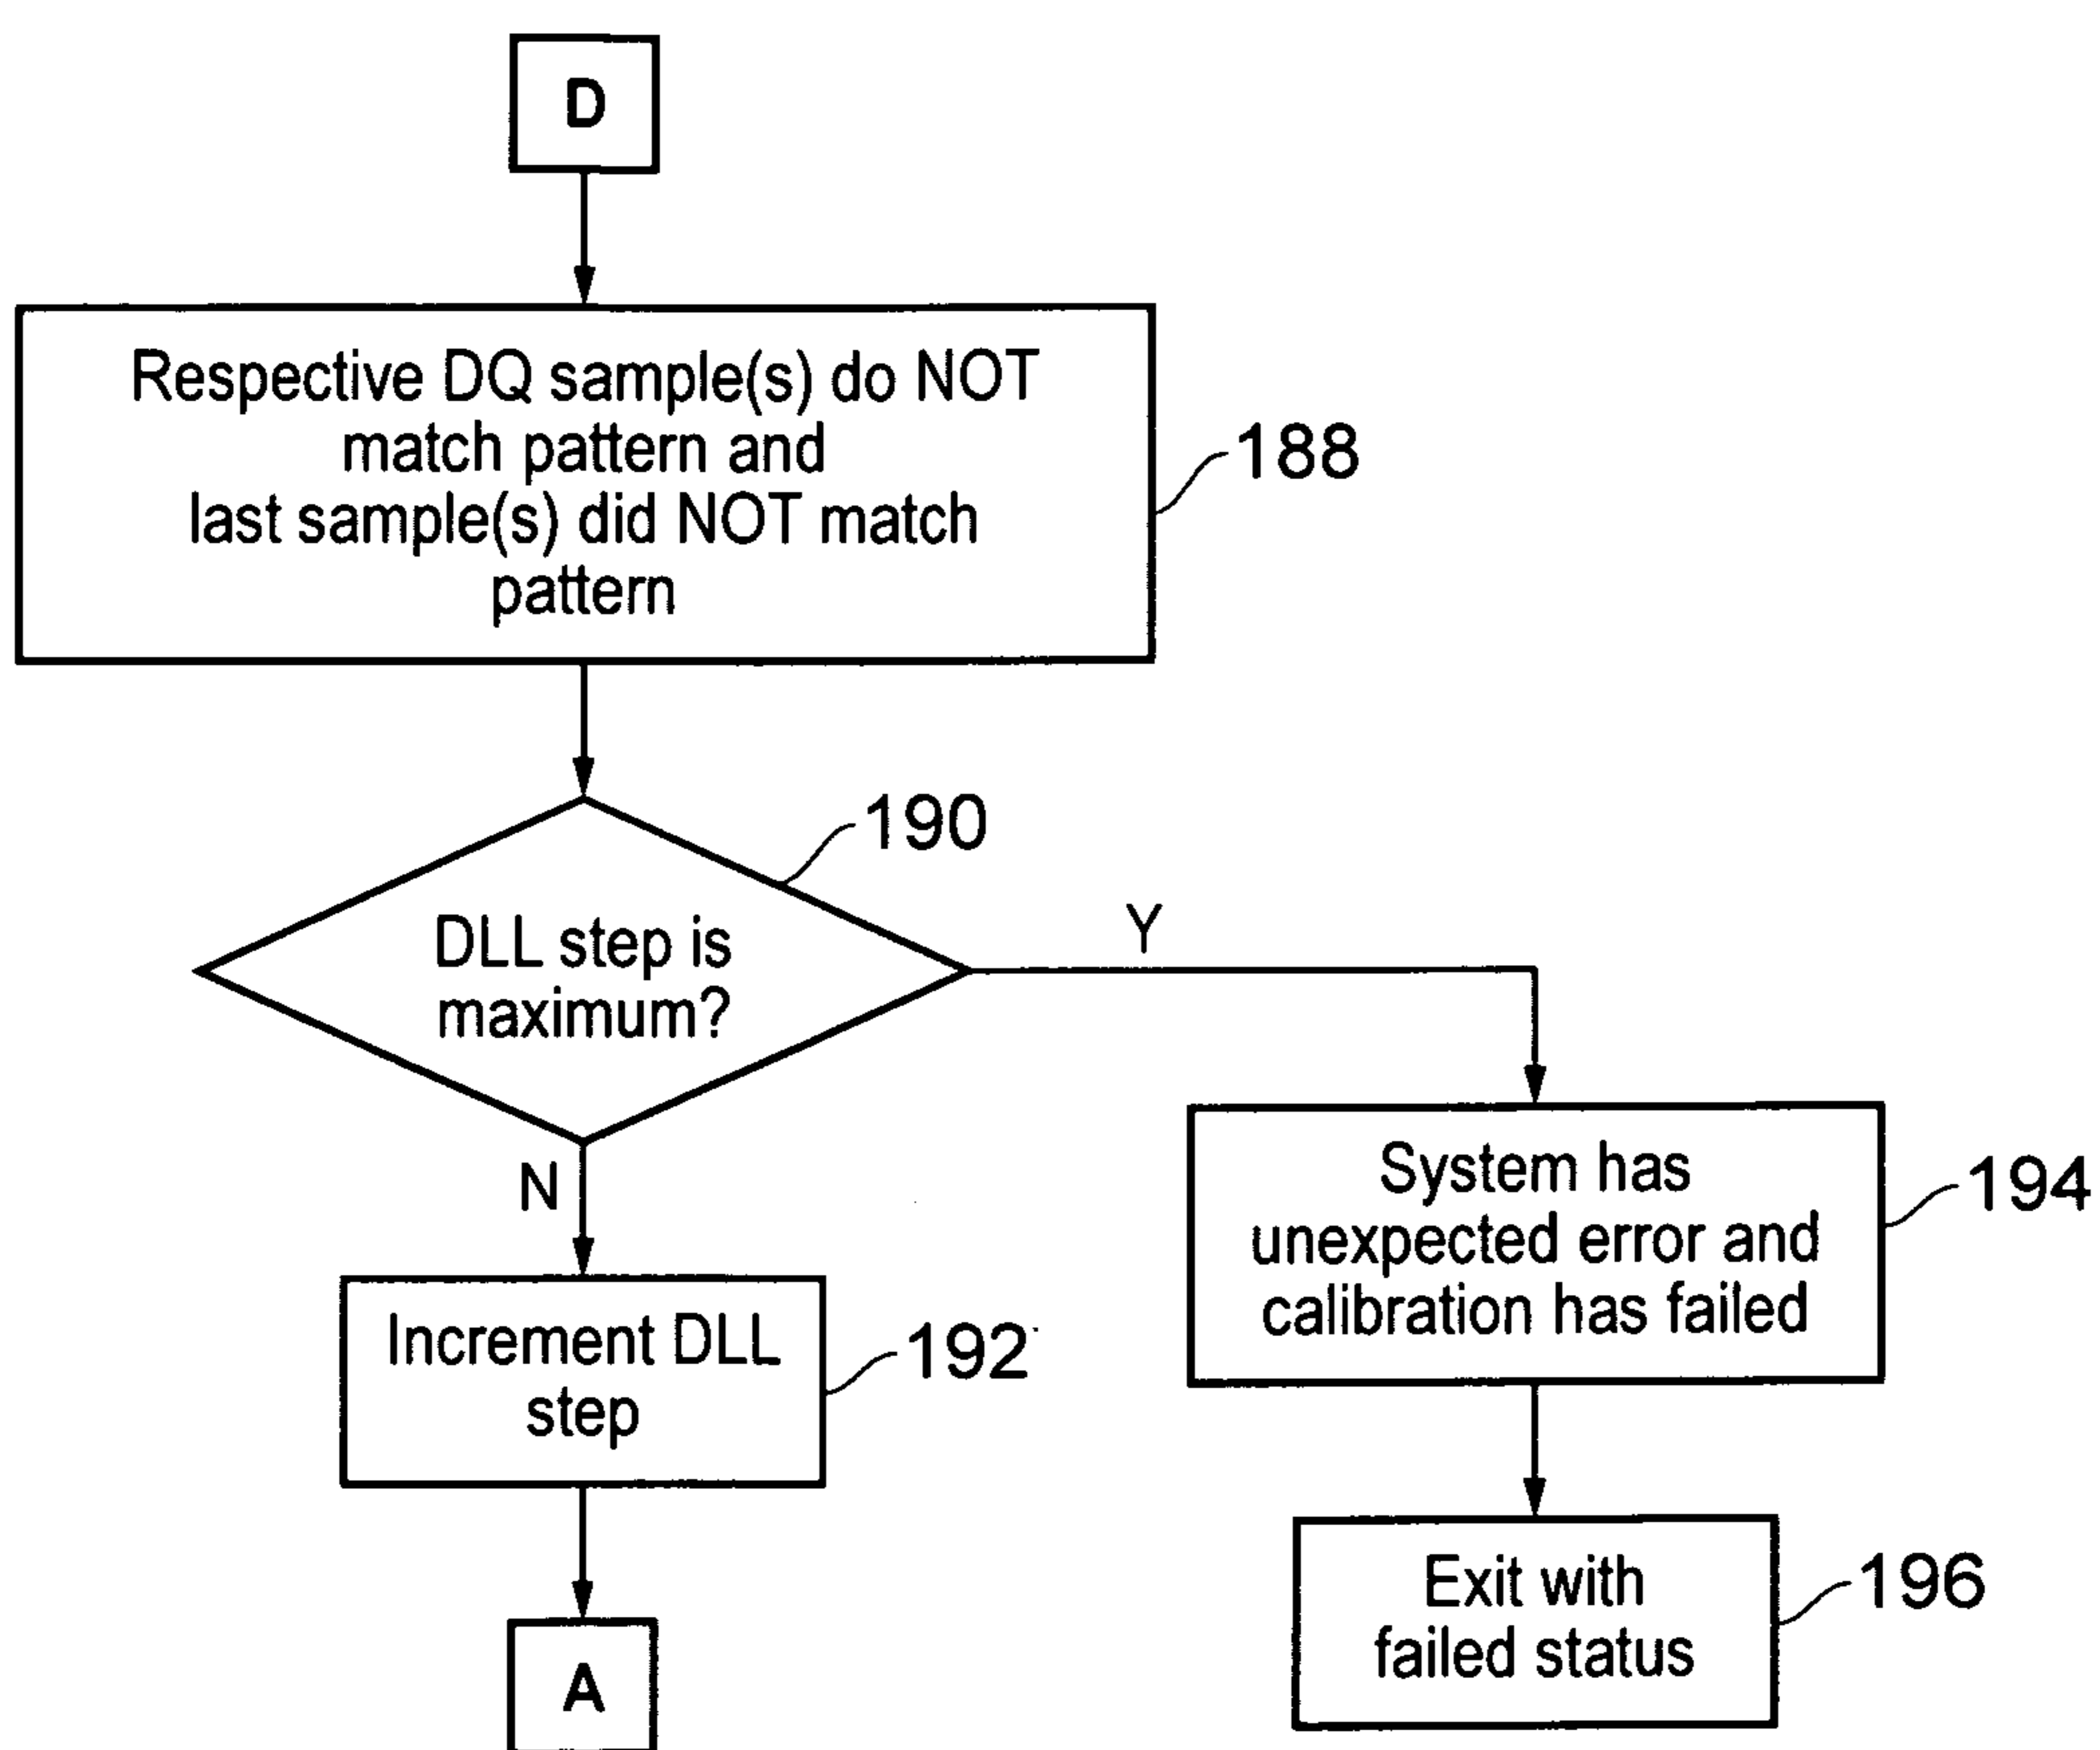 D
Respective DQ sample(s) do NOT
match pattern and
last sample(s) did NOT match
pattern
188
190
DLL step is
maximum?
Y
N
System has
unexpected error and
calibration has failed
194
Increment DLL
step
192
Exit with
failed status
196
A